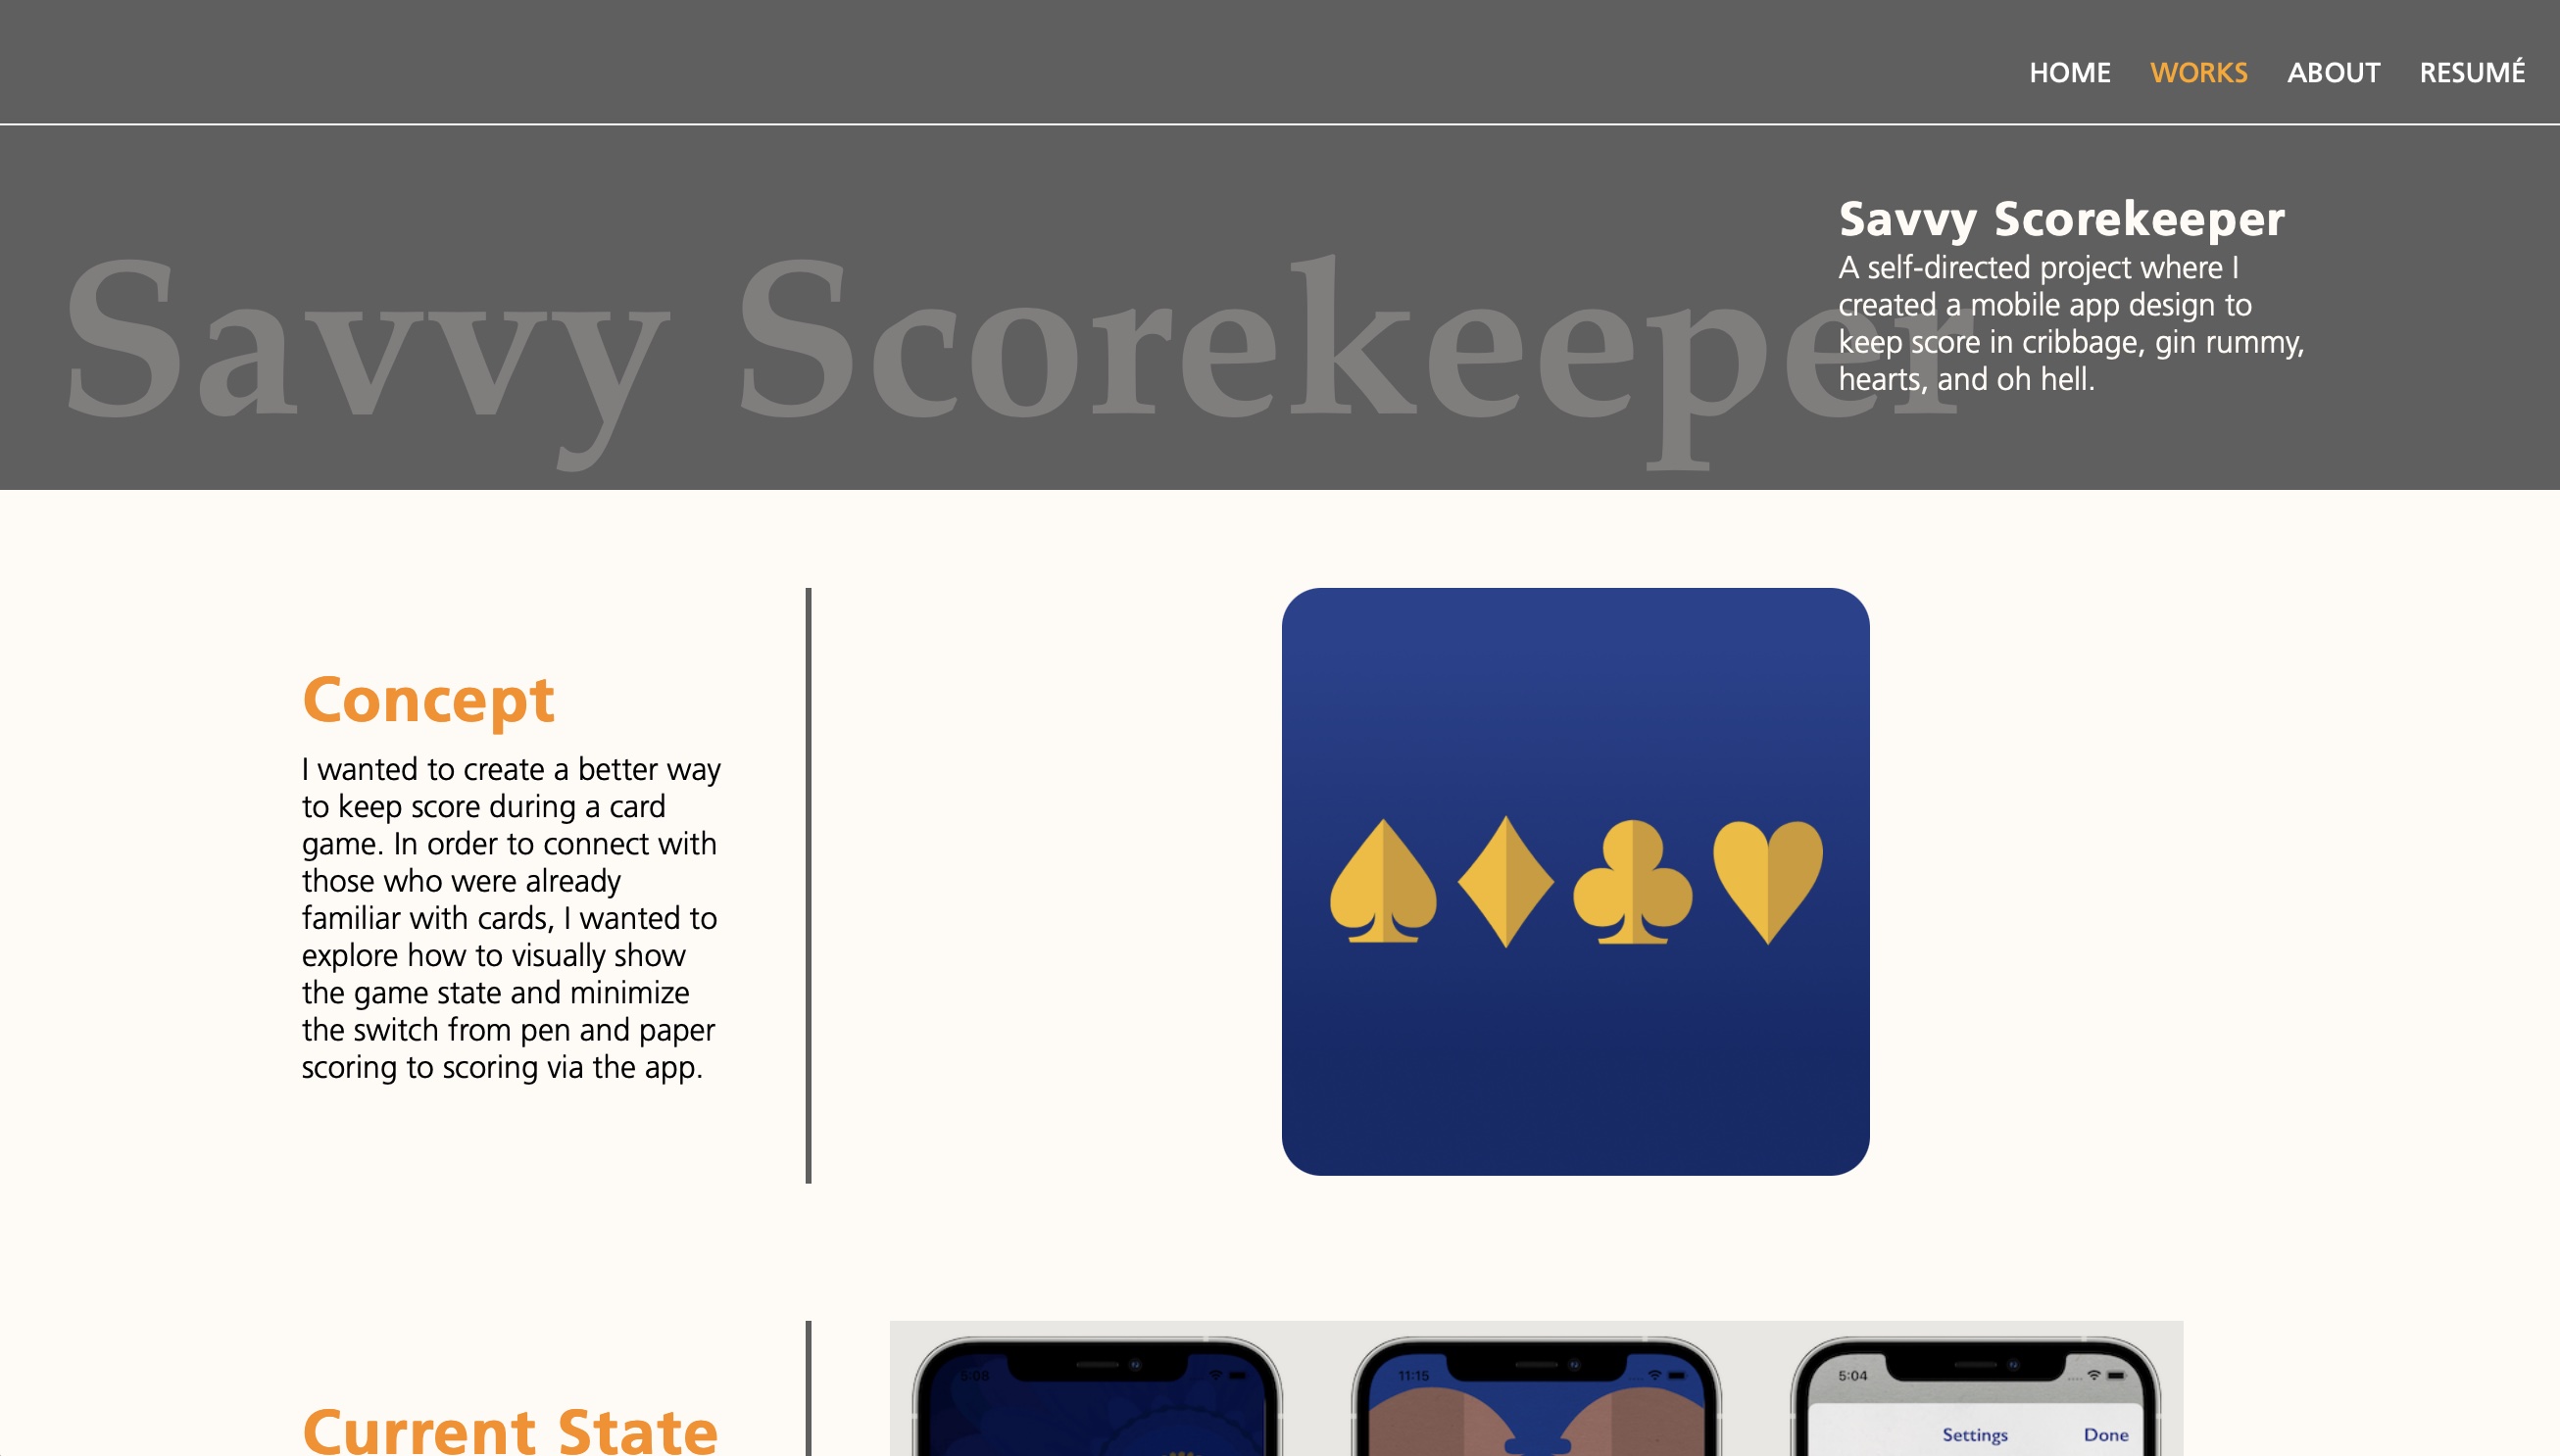 HOME WORKS ABOUT RESUMÉ
Savvy Scorekeeper
Savvy Scorekeeper
A self-directed project where I
created a mobile app design to
keep score in cribbage, gin rummy,
hearts, and oh hell.
Concept
I wanted to create a better way
to keep score during a card
game. In order to connect with
those who were already
familiar with cards, I wanted to
explore how to visually show
the game state and minimize
the switch from pen and paper
scoring to scoring via the app.
Current State
5:08
11:15
5:04
Settings Done